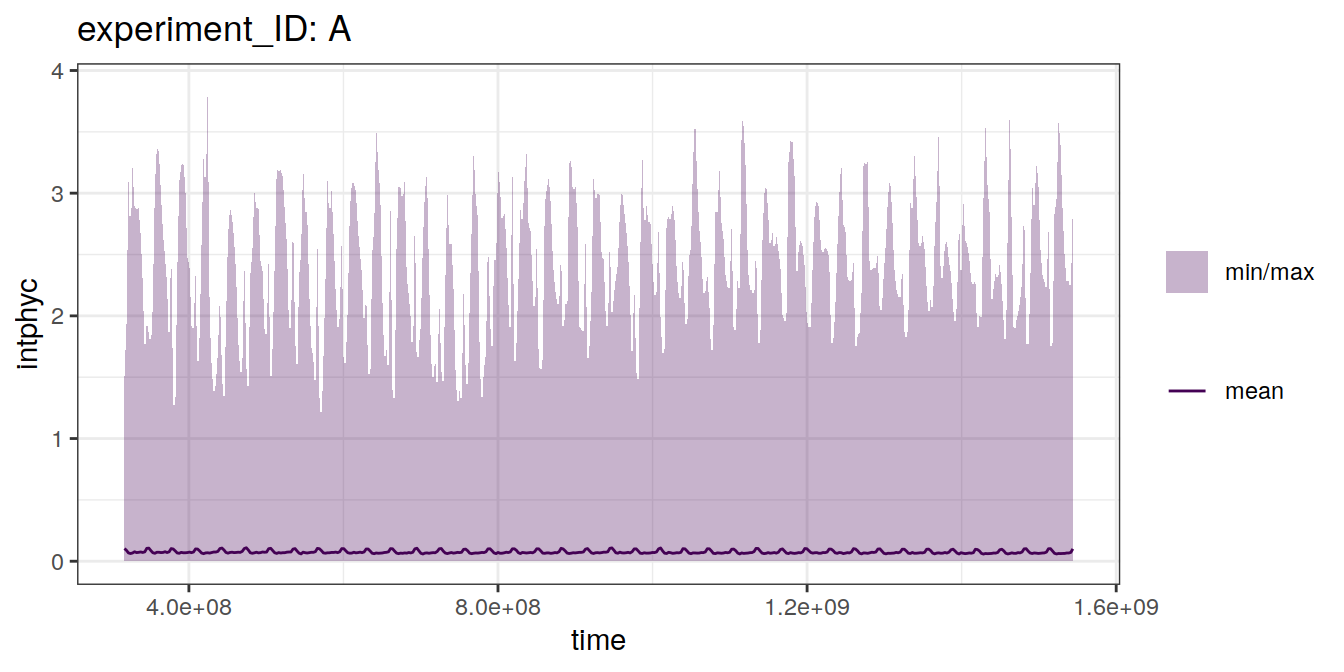 experiment_ID: A
4
3
2
1
0
intphyc
4.0e+08 8.0e+08 1.2e+09 1.6e+09
time
min/max
mean